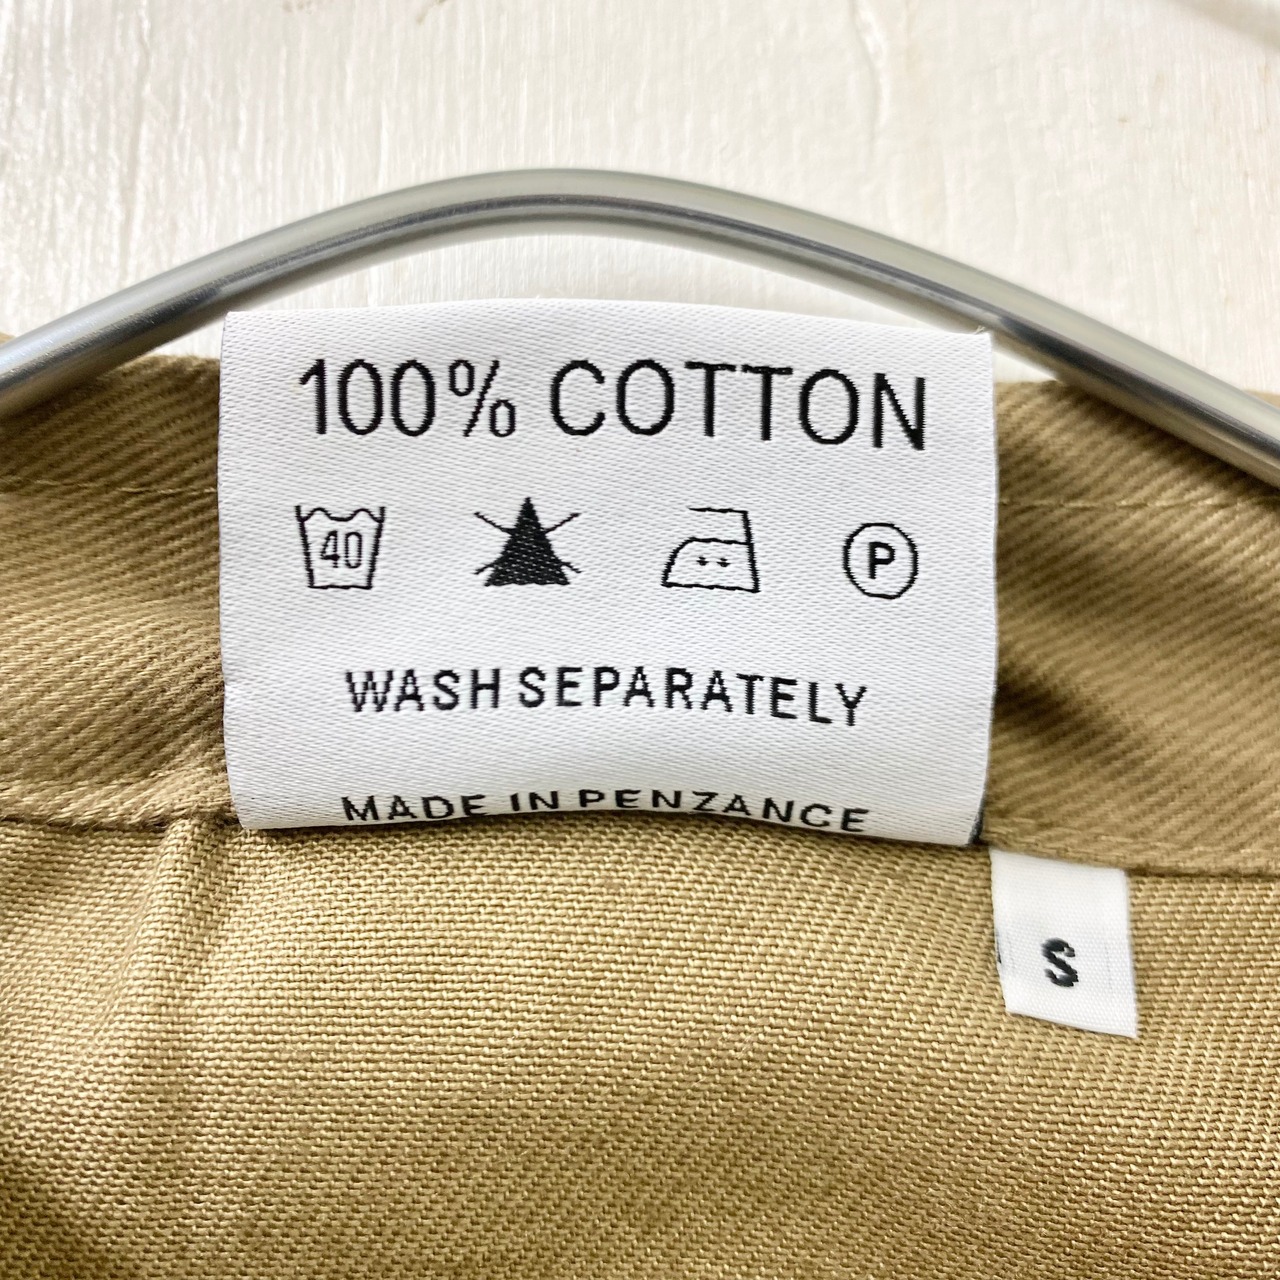 100% COTTON
40 P
WASH SEPARATELY
MADE IN PENZANCE
S